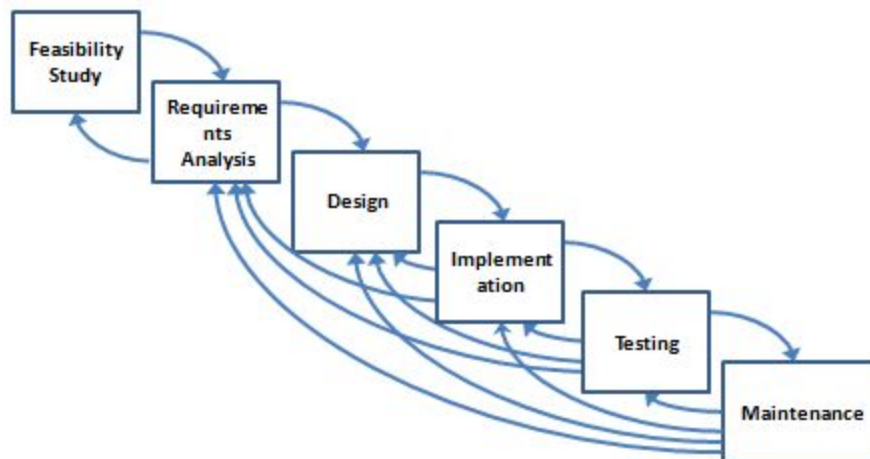 Feasibility
Study
Requireme
nts
Analysis
Design
Implement
ation
Testing
Maintenance